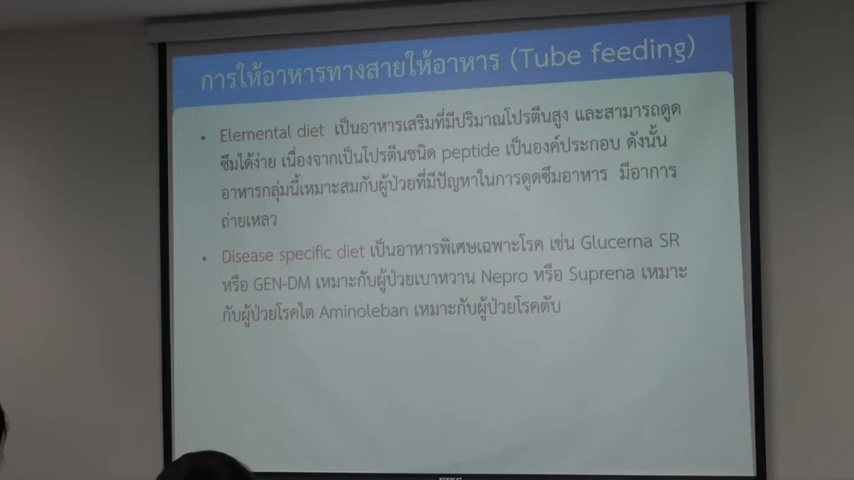 การให้อาหารทางสายให้อาหาร (Tube feeding)
• Elemental diet เป็นอาหารเสริมที่มีปริมาณโปรตีนสูง และสามารถดูด
ซึมได้ง่าย เนื่องจากเป็นโปรตีนชนิด peptide เป็นองค์ประกอบ ดังนั้น
อาหารกลุ่มนี้เหมาะสมกับผู้ป่วยที่มีปัญหาในการดูดซึมอาหาร มีอาการ
ถ่ายเหลว
• Disease specific diet เป็นอาหารพิเศษเฉพาะโรค เช่น Glucerna SR
หรือ GEN-DM เหมาะกับผู้ป่วยเบาหวาน Nepro หรือ Suprena เหมาะ
กับผู้ป่วยโรคไต Aminoleban เหมาะกับผู้ป่วยโรคตับ